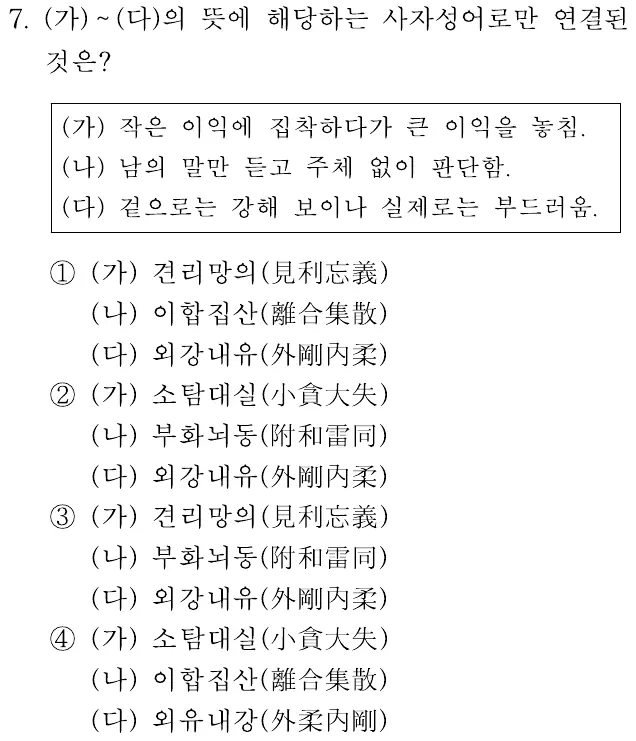 7. (가)~(다)의 뜻에 해당하는 사자성어로만 연결된
것은?
(가) 작은 이익에 집착하다가 큰 이익을 놓침.
(나) 남의 말만 듣고 주체 없이 판단함.
(다) 겉으로는 강해 보이나 실제로는 부드러움.
① (가) 견리망의(見利忘義)
(나) 이합집산(離合集散)
(다) 외강내유(外剛內柔)
② (가) 소탐대실(小貪大失)
(나) 부화뇌동(附和雷同)
(다) 외강내유(外剛內柔)
③ (가) 견리망의(見利忘義)
(나) 부화뇌동(附和雷同)
(다) 외강내유(外剛內柔)
④ (가) 소탐대실(小貪大失)
(나) 이합집산(離合集散)
(다) 외유내강(外柔內剛)